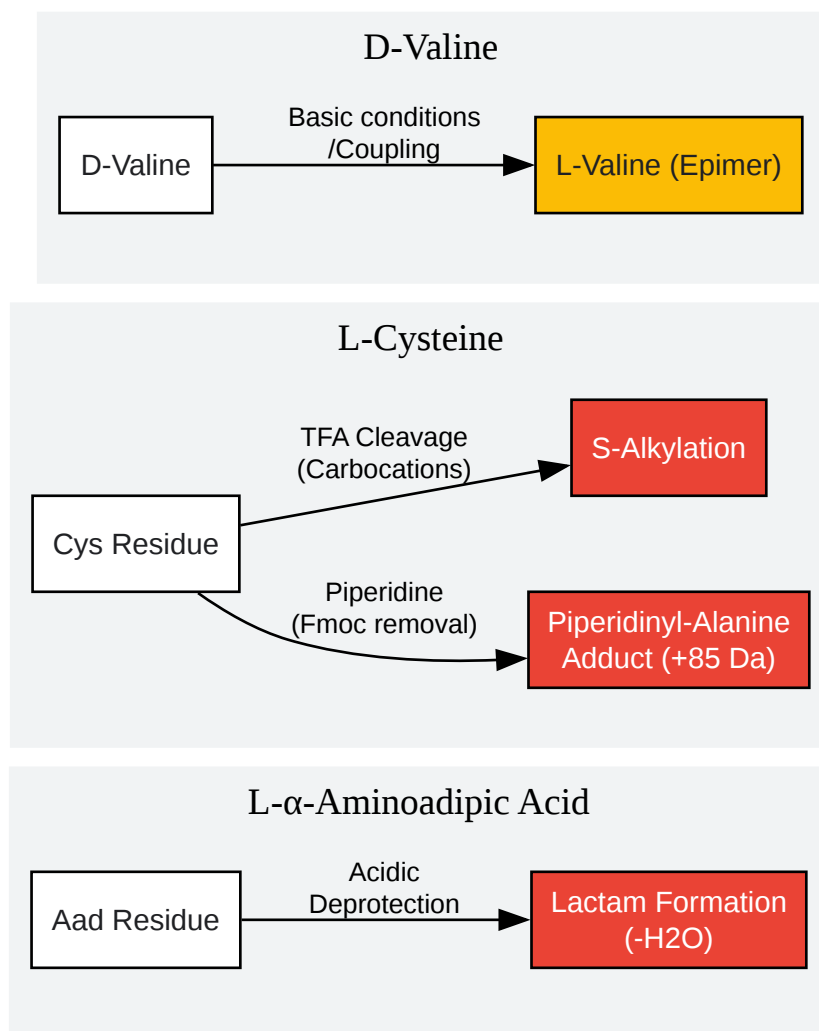 D-Valine
D-Valine
Basic conditions
/Coupling
L-Valine (Epimer)
L-Cysteine
Cys Residue
TFA Cleavage
(Carbocations)
S-Alkylation
Piperidine
(Fmoc removal)
Piperidinyl-Alanine
Adduct (+85 Da)
L-α-Aminoadipic Acid
Aad Residue
Acidic
Deprotection
Lactam Formation
(-H2O)